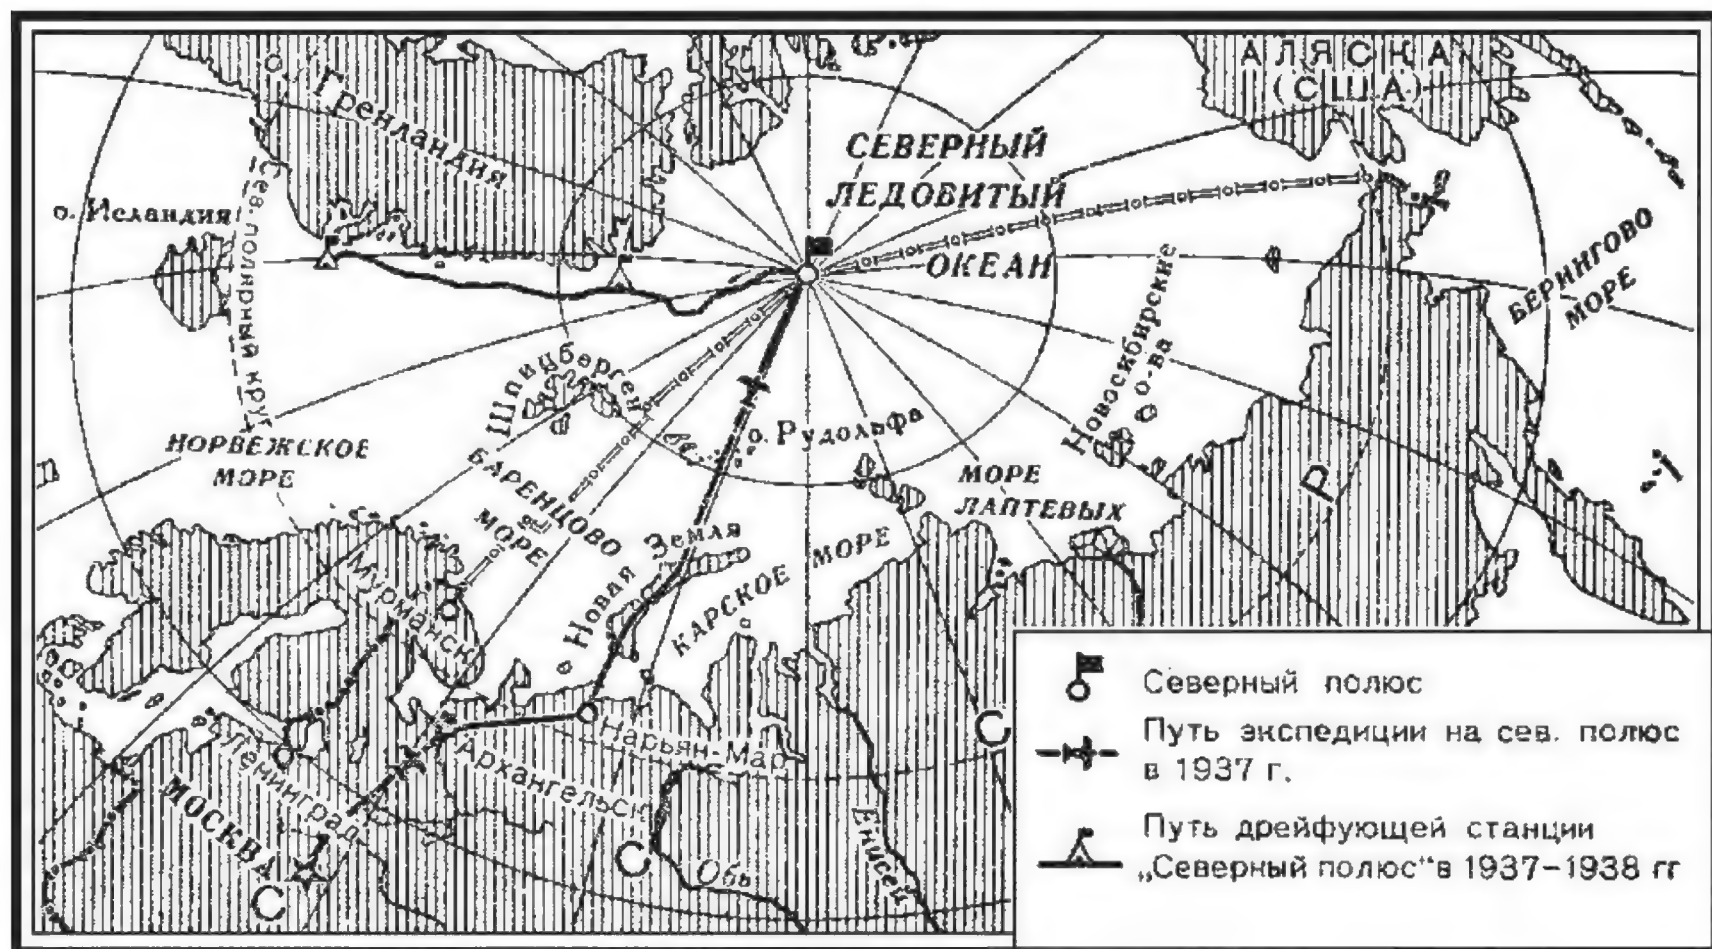 АЛЯСКА
(США)
о. Гренландия
СЕВЕРНЫЙ
ЛЕДОВИТЫЙ
ОКЕАН
о. Исландия
Сев. полярный круг
БЕРИНГОВО
МОРЕ
Новосибирские
о-ва
Шпицберген
о. Рудольфа
НОРВЕЖСКОЕ
МОРЕ
БАРЕНЦОВО
МОРЕ
МОРЕ
ЛАПТЕВЫХ
Новая Земля
КАРСКОЕ МОРЕ
Мурманск
Нарьян-Мар
Архангельск
Ленинград
МОСКВА
Обь
Енисей
С С С Р
Северный полюс
Путь экспедиции на сев. полюс
в 1937 г.
Путь дрейфующей станции
„Северный полюс“ в 1937-1938 гг